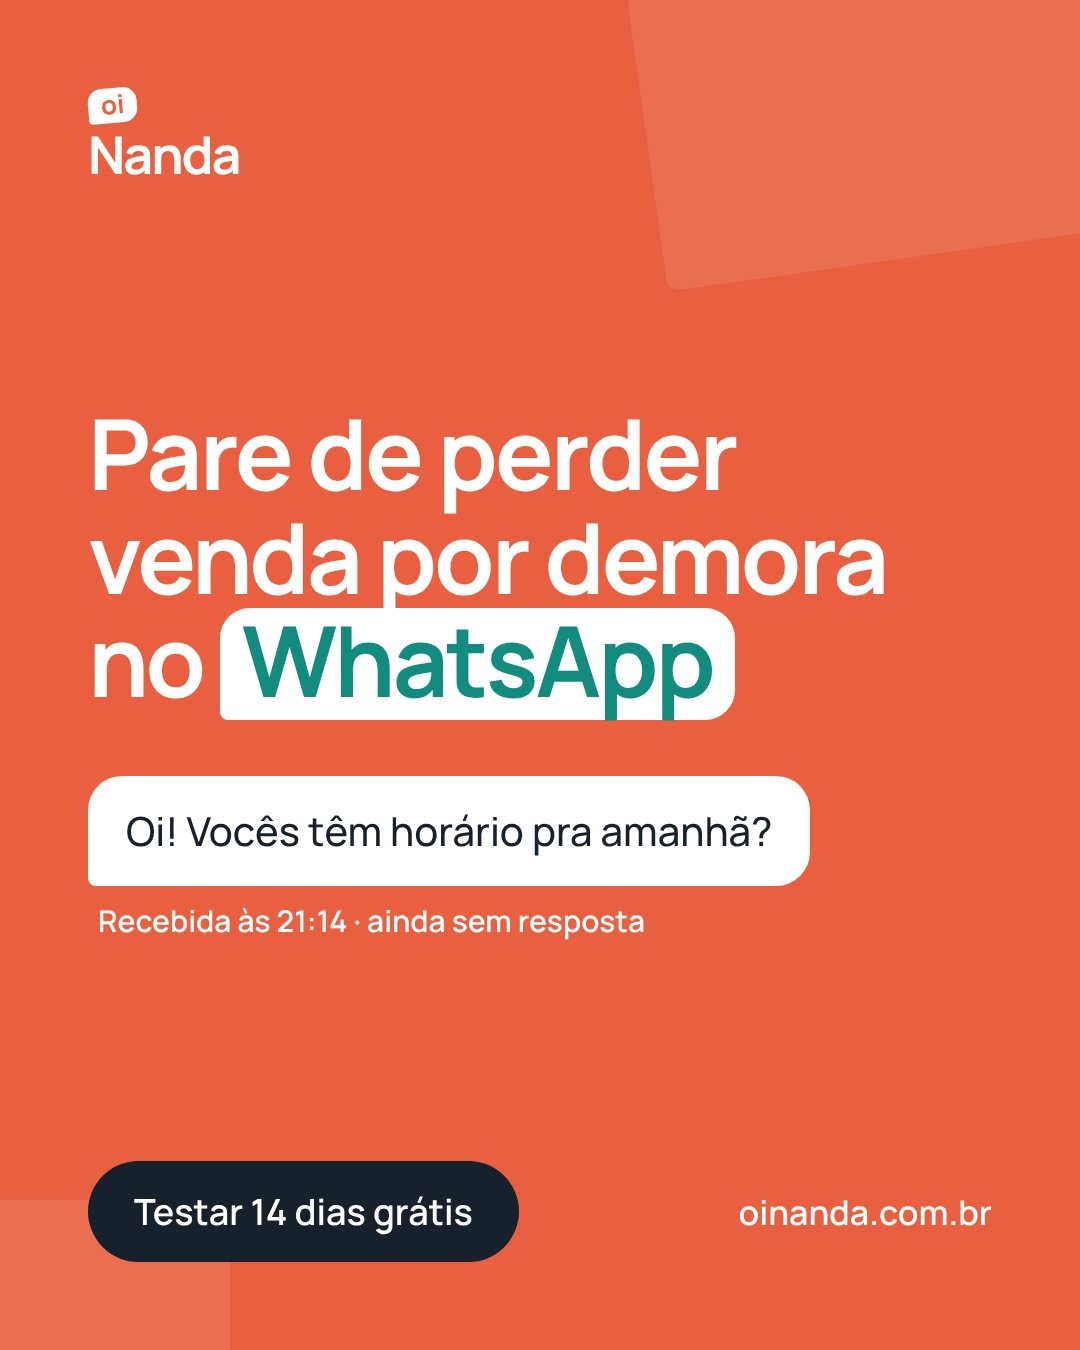 oi
Nanda
Pare de perder
venda por demora
no WhatsApp
Oi! Vocês têm horário pra amanhã?
Recebida às 21:14 · ainda sem resposta
Testar 14 dias grátis
oinanda.com.br